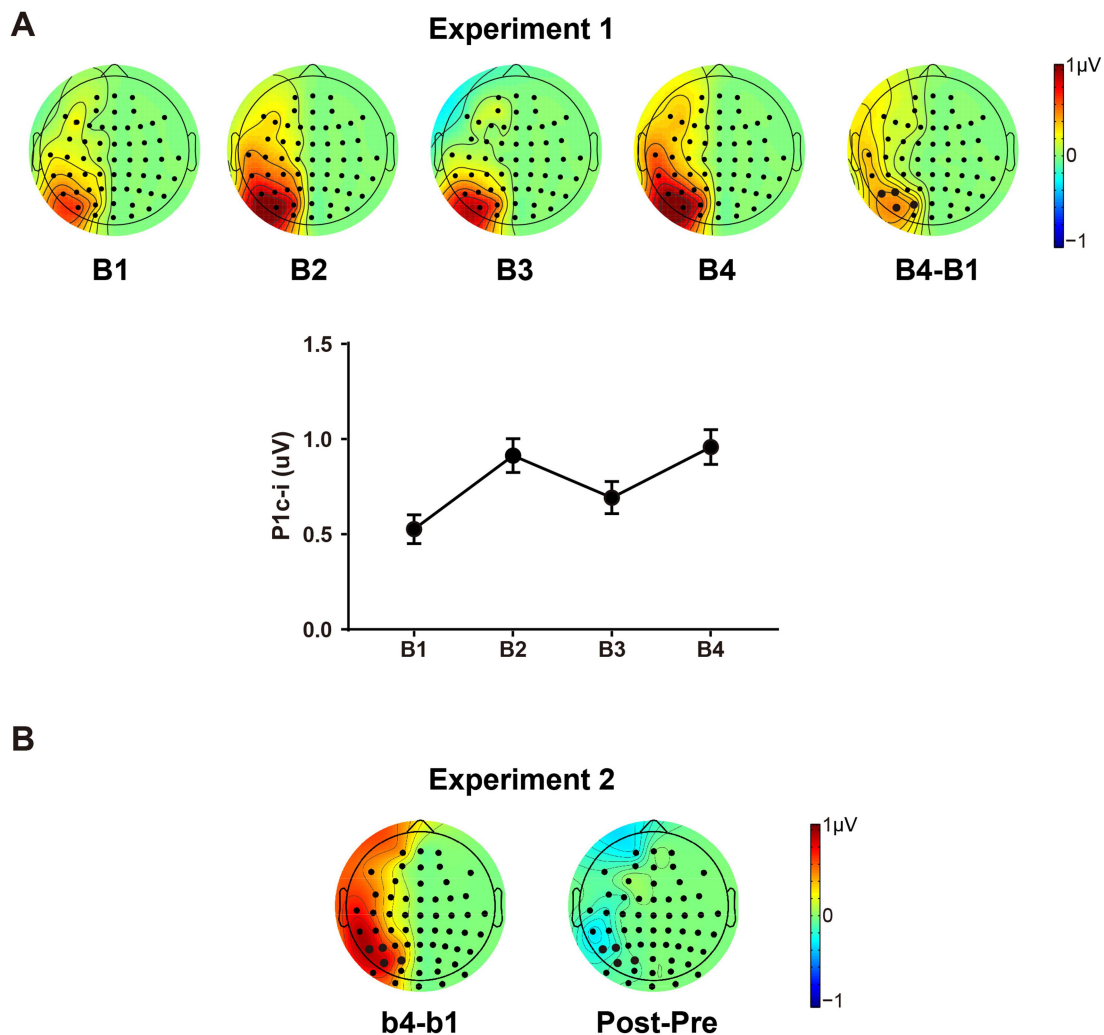 A
Experiment 1
1μV
0
−1
B1
B2
B3
B4
B4-B1
1.5
1.0
0.5
0.0
P1c-i (uV)
B1
B2
B3
B4
B
Experiment 2
1μV
0
−1
b4-b1
Post-Pre